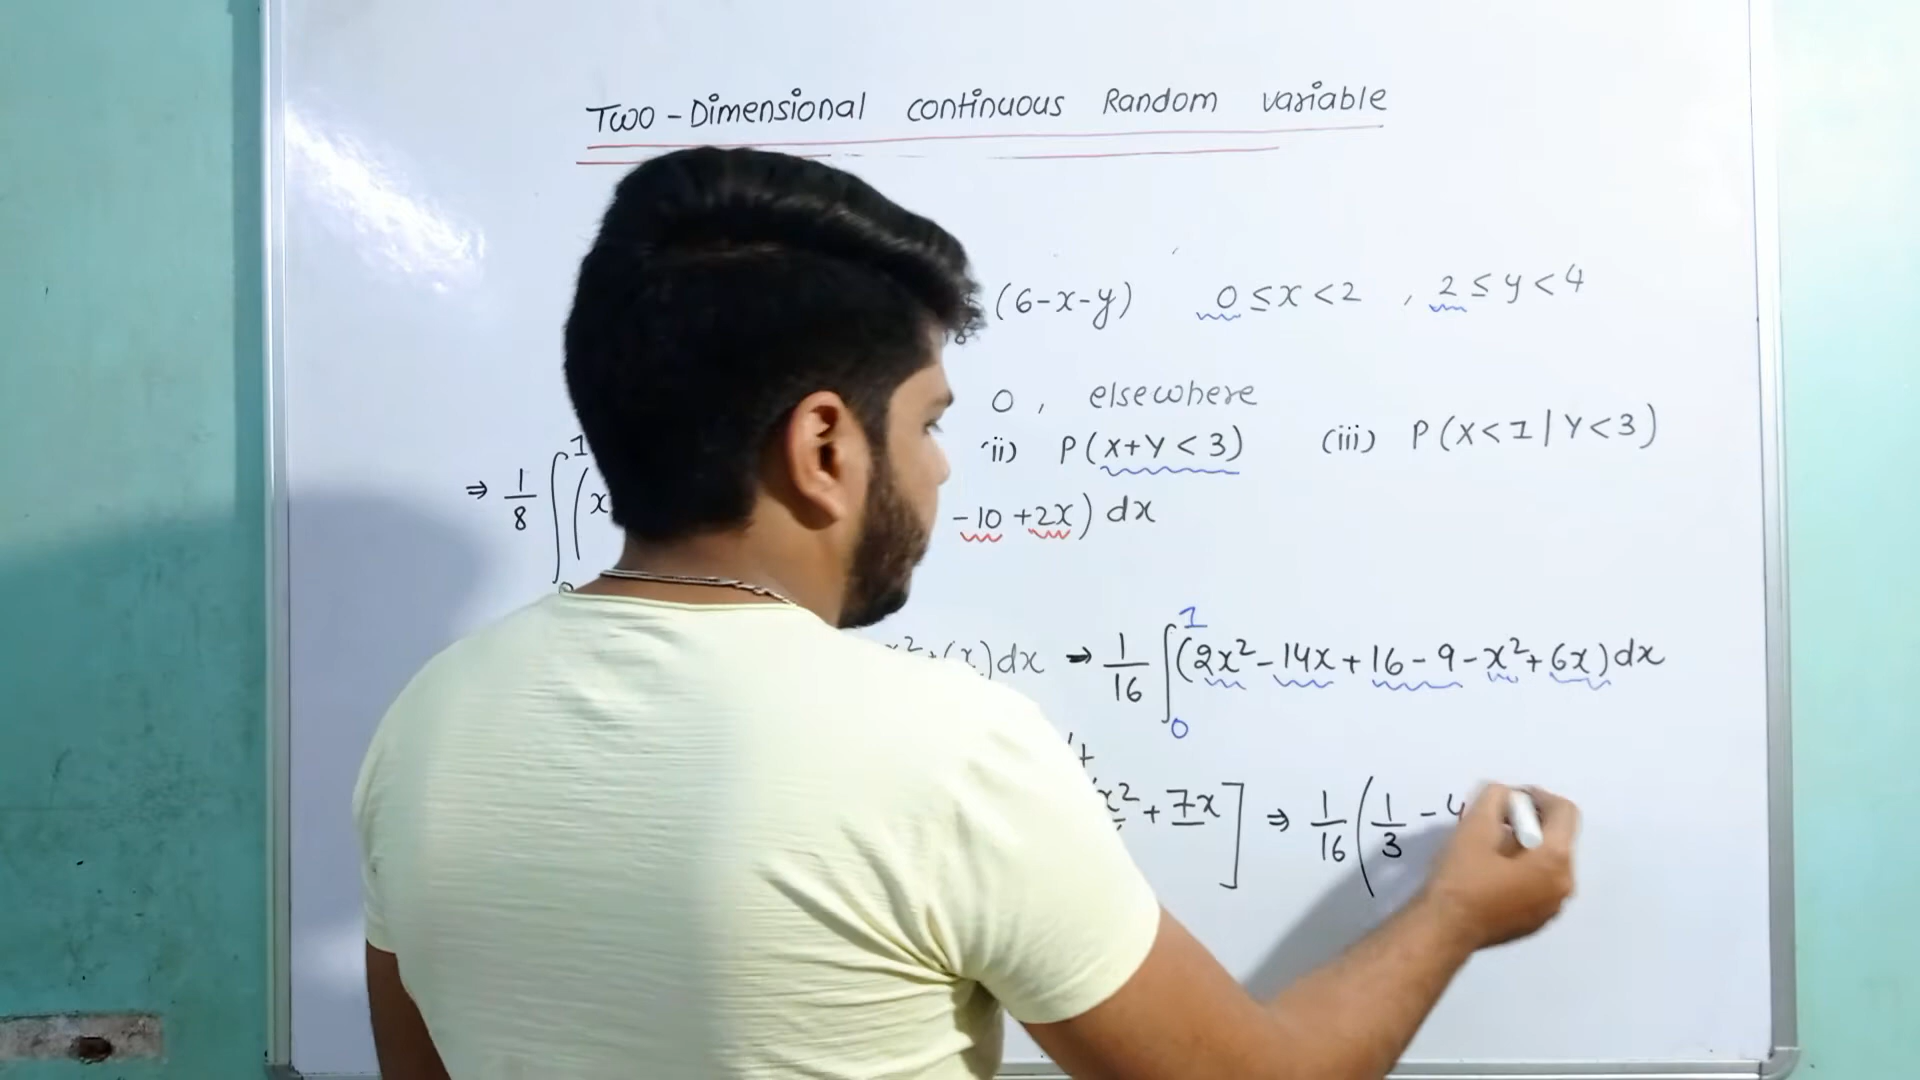 Two-Dimensional continuous Random variable
(6-x-y) 0 ≤ x < 2 , 2 ≤ y < 4
8
0 , elsewhere
ii) P(X+Y < 3) (iii) P(X<1 | Y<3)
⇒ 1/8 ∫₀¹ (x -10 +2x) dx
x² + (x) dx → 1/16 ∫₀¹ (2x² - 14x + 16 - 9 - x² + 6x) dx
x² + 7x ] ⇒ 1/16 ( 1/3 - 4